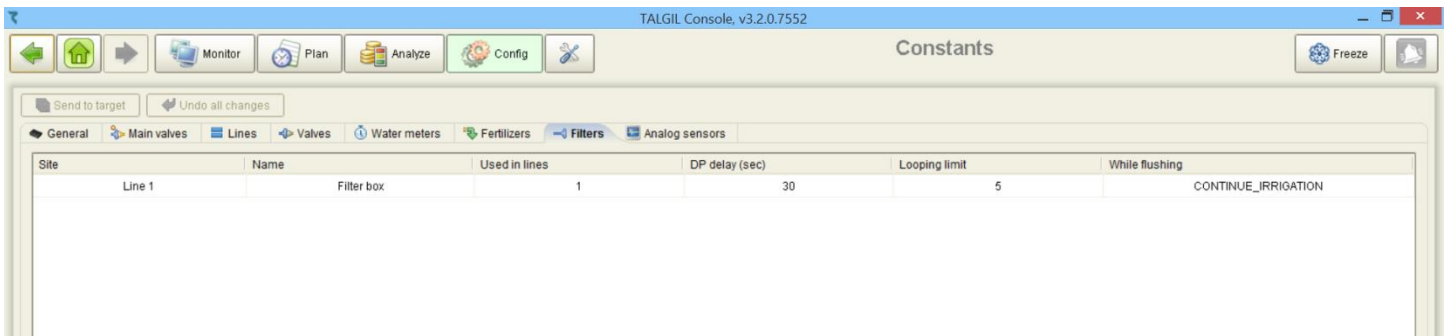 TALGIL Console, v3.2.0.7552
Monitor Plan Analyze Config Constants Freeze
Send to target Undo all changes
General Main valves Lines Valves Water meters Fertilizers Filters Analog sensors
Site Name Used in lines DP delay (sec) Looping limit While flushing
Line 1 Filter box 1 30 5 CONTINUE_IRRIGATION